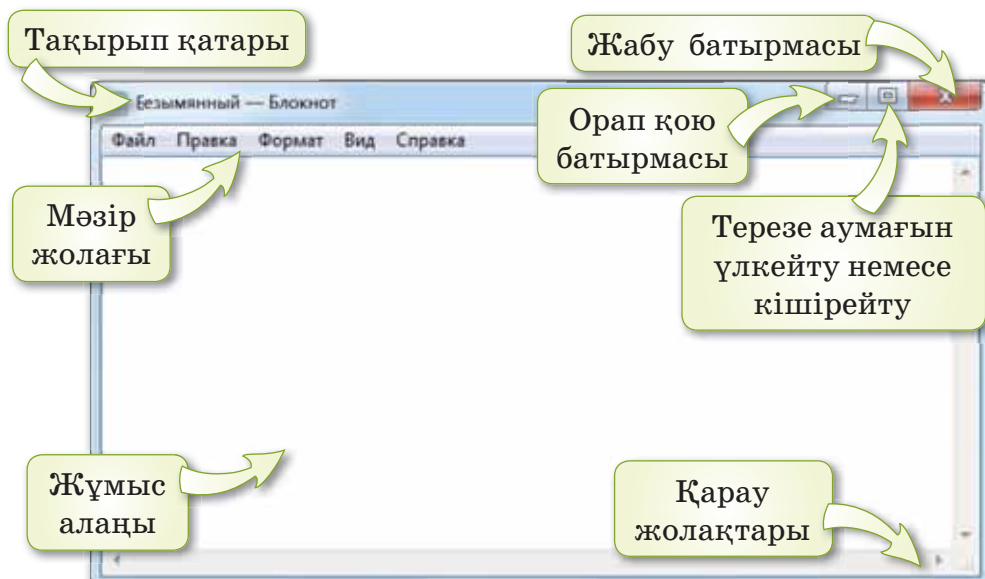 Тақырып қатары
Жабу батырмасы
Безымянный — Блокнот
Орап қою
батырмасы
Файл Правка Формат Вид Справка
Мәзір
жолағы
Терезе аумағын
үлкейту немесе
кішірейту
Жұмыс
алаңы
Қарау
жолақтары